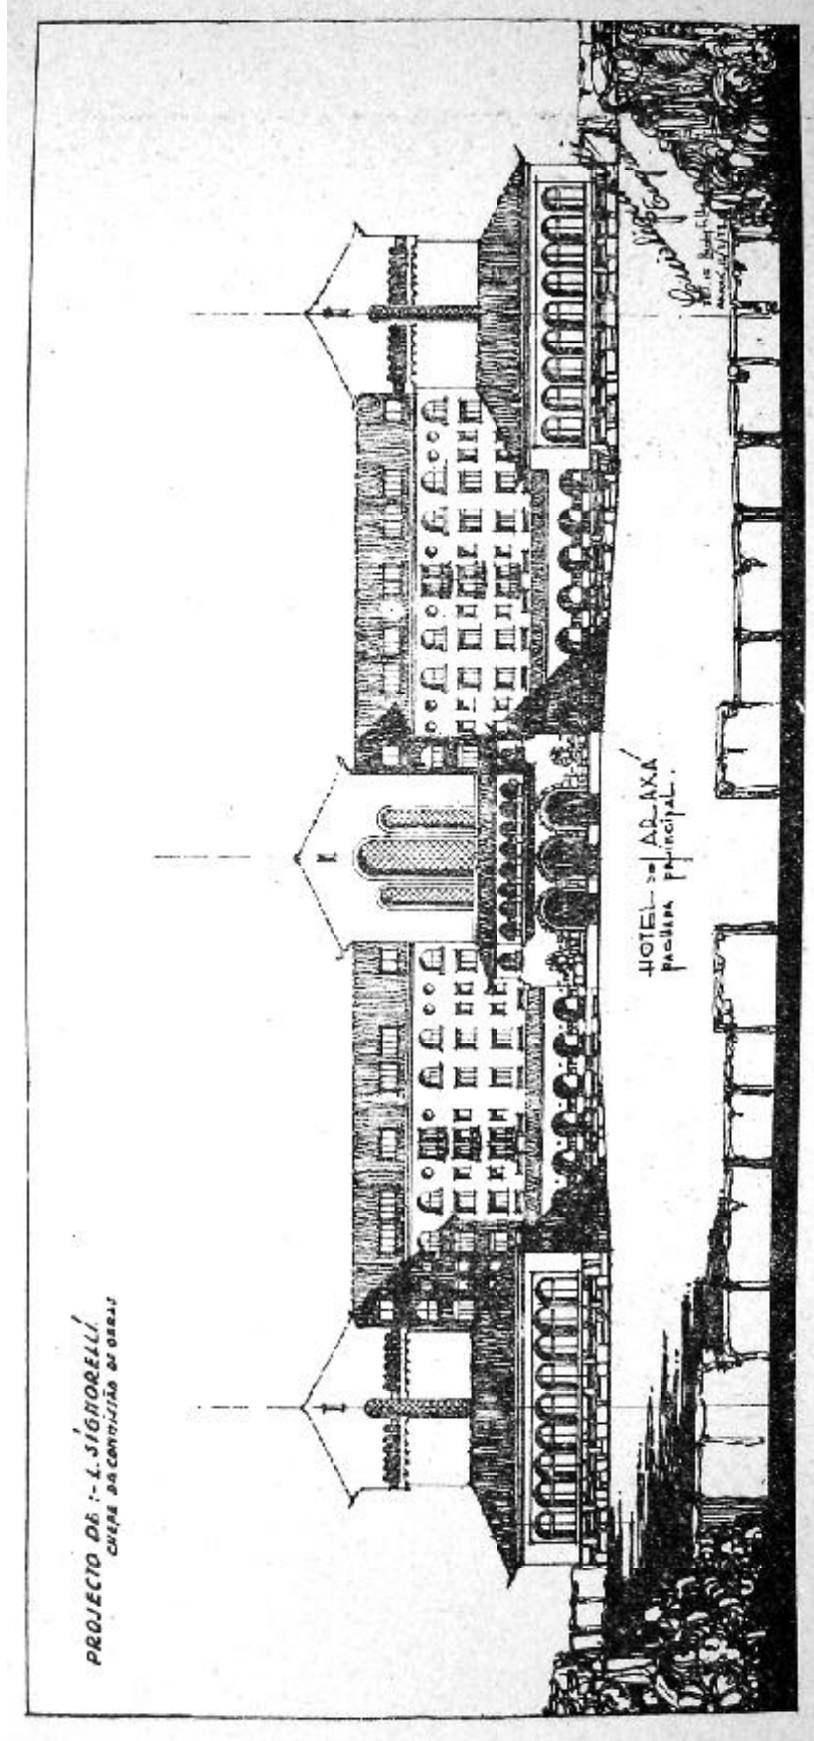 PROJECTO DE :- L. SIGNORELLI
CHEFE DA COMMISSÃO DE OBRAS
HOTEL DO ARAXÁ
FACHADA PRINCIPAL.